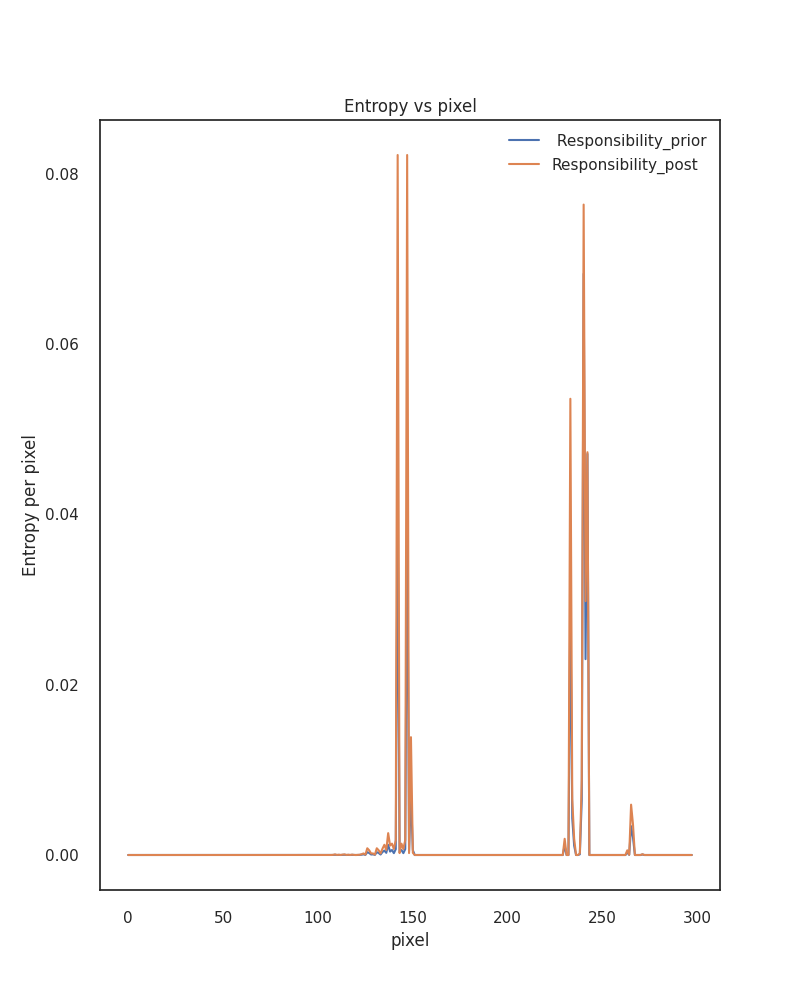 Entropy vs pixel
Responsibility_prior
Responsibility_post
Entropy per pixel
0.08
0.06
0.04
0.02
0.00
0 50 100 150 200 250 300
pixel